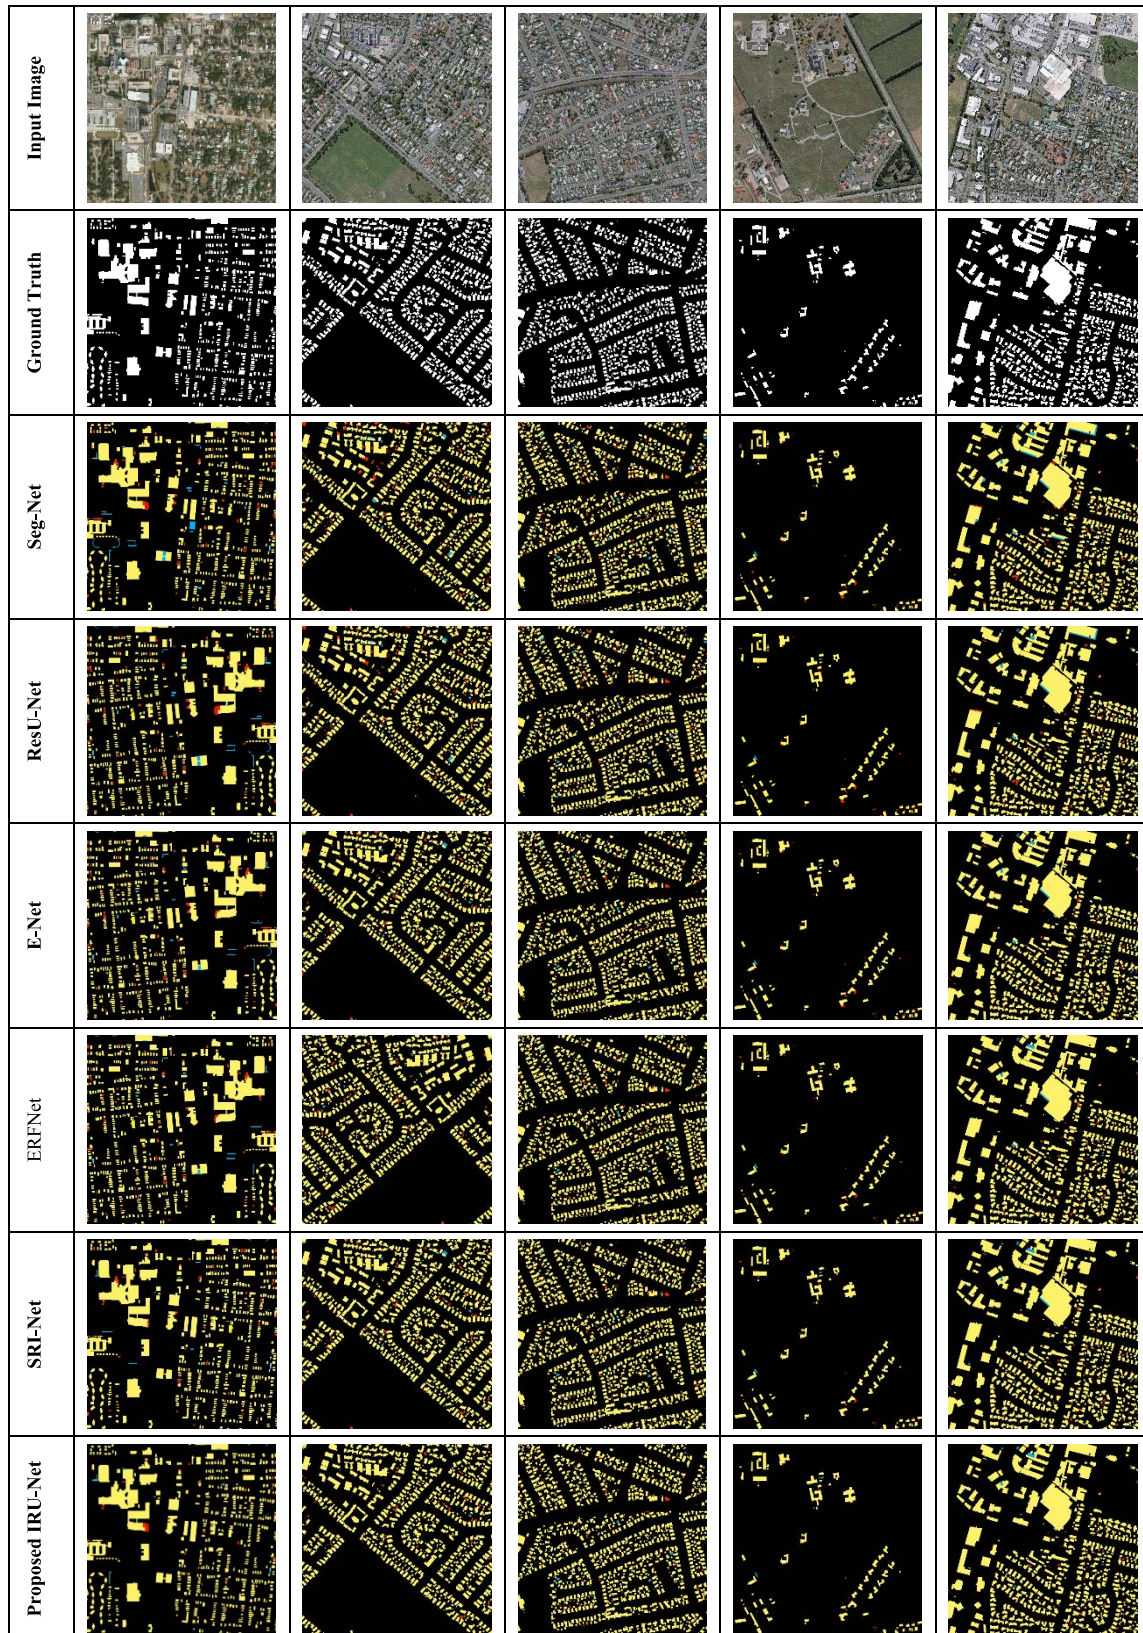 Input Image
Ground Truth
Seg-Net
ResU-Net
E-Net
ERFNet
SRI-Net
Proposed IRU-Net